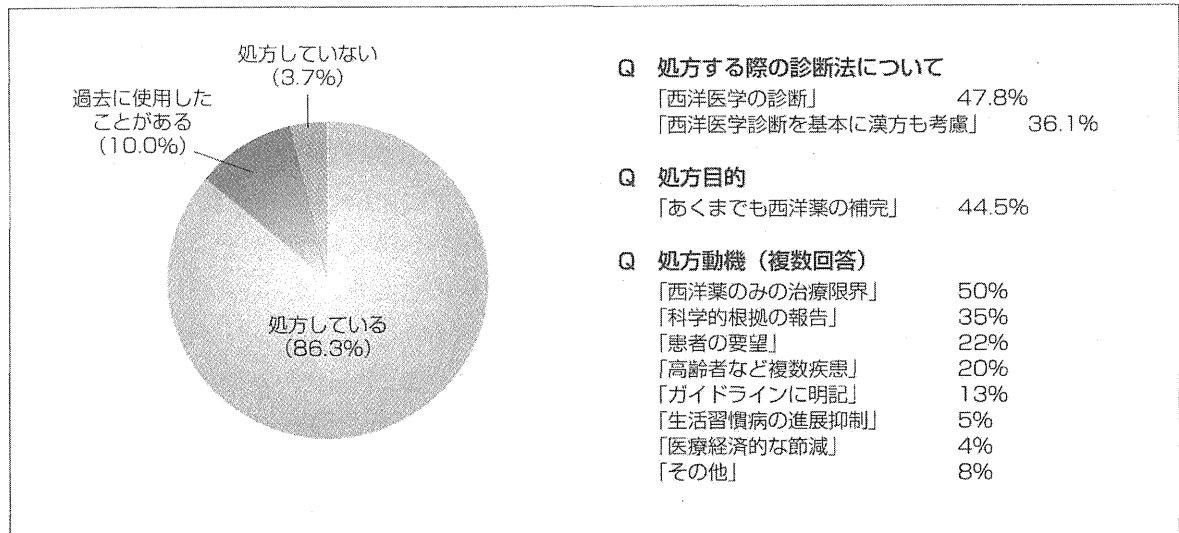 処方していない
(3.7%)
過去に使用した
ことがある
(10.0%)
処方している
(86.3%)
Q 処方する際の診断法について
「西洋医学の診断」 47.8%
「西洋医学診断を基本に漢方も考慮」 36.1%
Q 処方目的
「あくまでも西洋薬の補完」 44.5%
Q 処方動機(複数回答)
「西洋薬のみの治療限界」 50%
「科学的根拠の報告」 35%
「患者の要望」 22%
「高齢者など複数疾患」 20%
「ガイドラインに明記」 13%
「生活習慣病の進展抑制」 5%
「医療経済的な節減」 4%
「その他」 8%